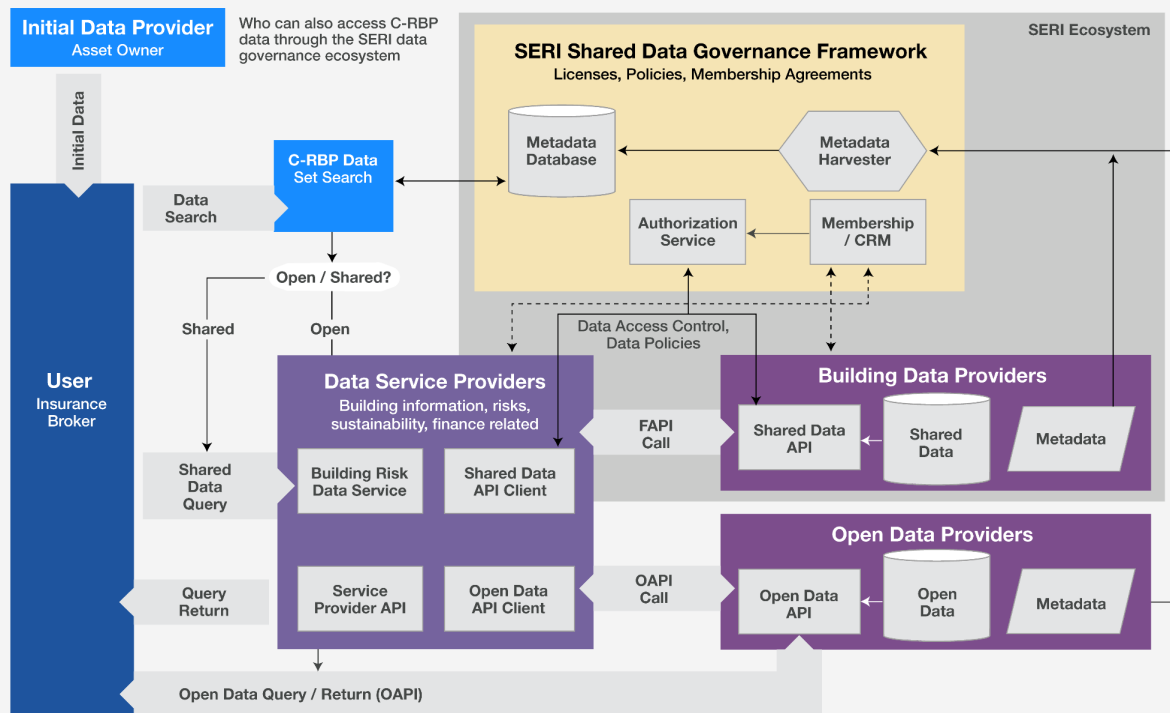 Initial Data Provider
Asset Owner
Who can also access C-RBP
data through the SERI data
governance ecosystem
SERI Ecosystem
SERI Shared Data Governance Framework
Licenses, Policies, Membership Agreements
Initial Data
Metadata
Database
Metadata
Harvester
C-RBP Data
Set Search
Data
Search
Authorization
Service
Membership
/ CRM
Open / Shared?
Shared
Open
Data Access Control,
Data Policies
User
Insurance
Broker
Data Service Providers
Building information, risks,
sustainability, finance related
Building Data Providers
FAPI
Call
Shared Data
API
Shared
Data
Metadata
Shared
Data
Query
Building Risk
Data Service
Shared Data
API Client
Open Data Providers
Query
Return
Service
Provider API
Open Data
API Client
OAPI
Call
Open Data
API
Open
Data
Metadata
Open Data Query / Return (OAPI)